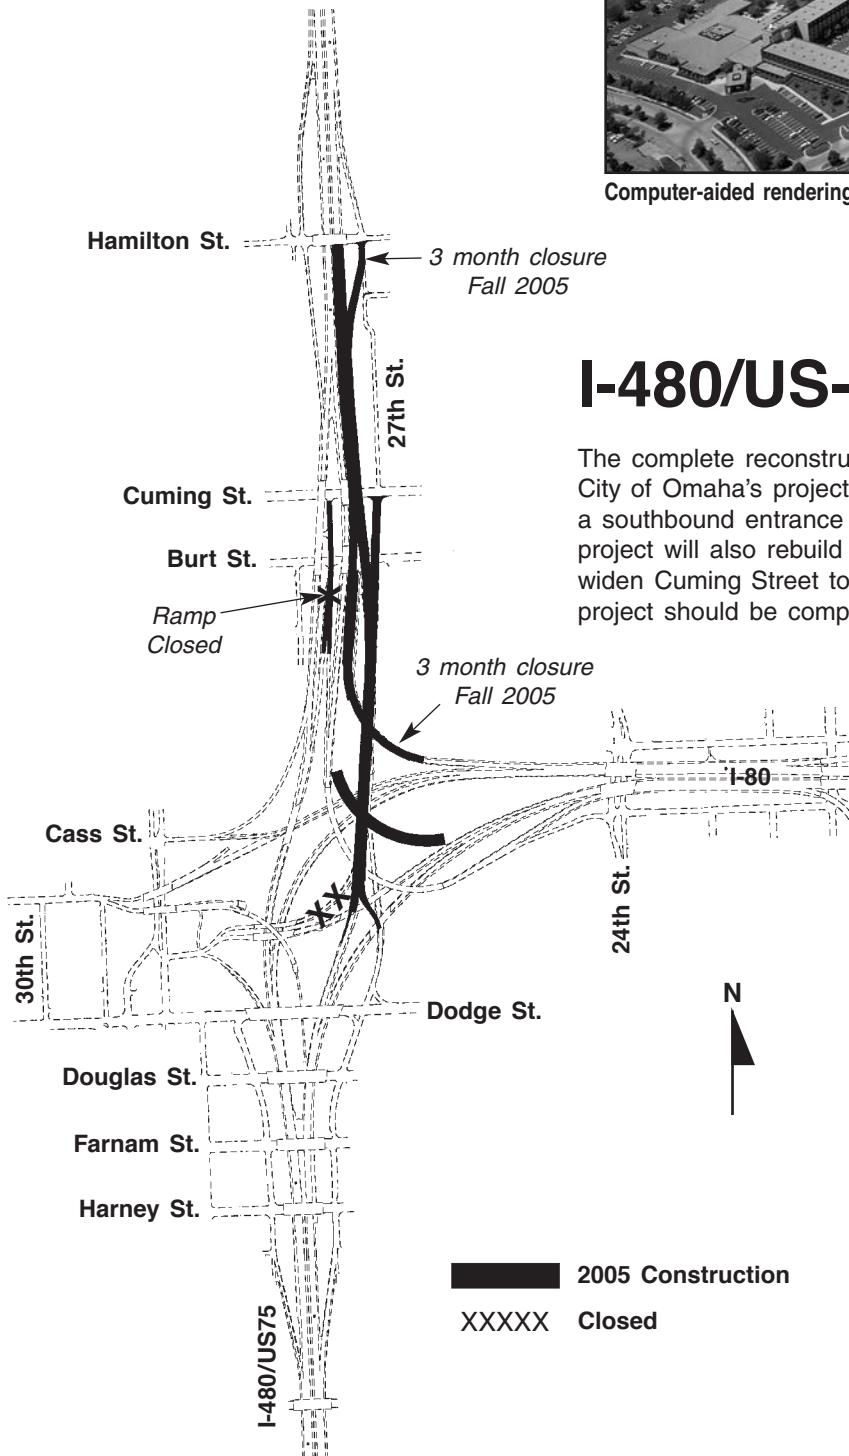 Computer-aided rendering
Hamilton St.
3 month closure
Fall 2005
27th St.
I-480/US-
The complete reconstru
City of Omaha's project
a southbound entrance
project will also rebuild
widen Cuming Street to
project should be comp
Cuming St.
Burt St.
Ramp
Closed
3 month closure
Fall 2005
I-80
Cass St.
XX
24th St.
30th St.
N
Dodge St.
Douglas St.
Farnam St.
Harney St.
2005 Construction
XXXXX Closed
I-480/US75